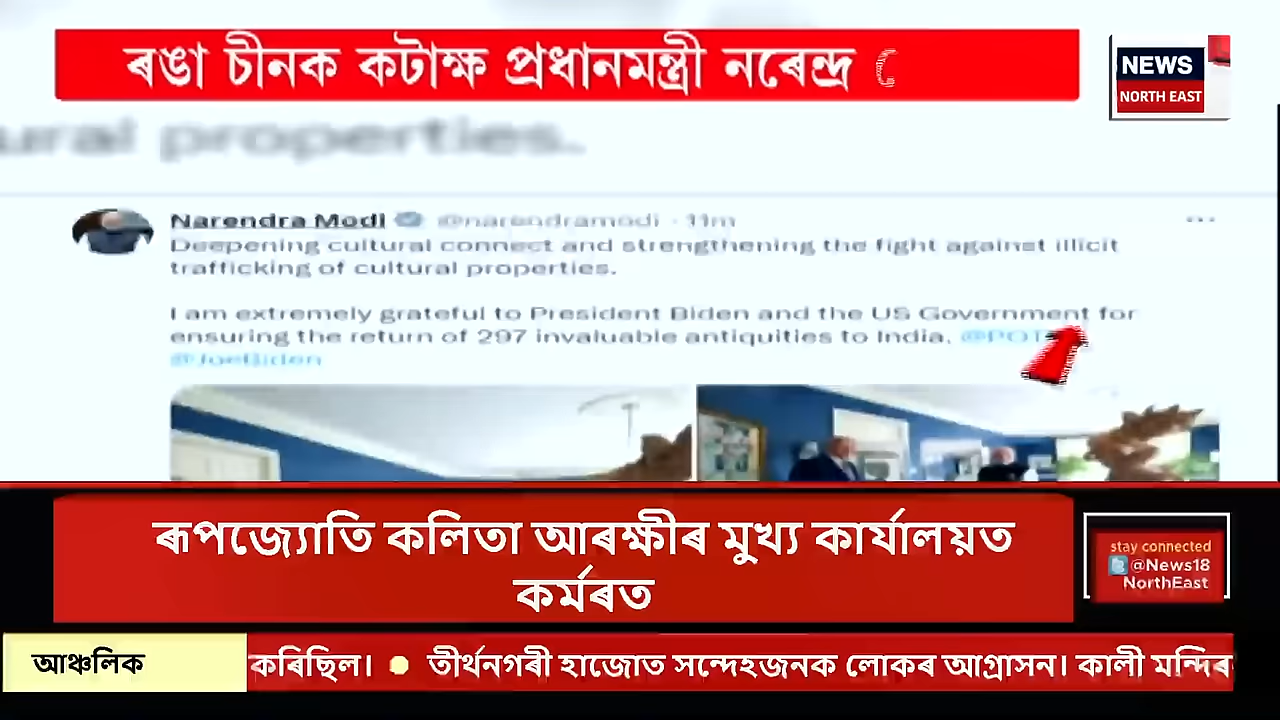 ৰঙা চীনক কটাক্ষ প্ৰধানমন্ত্ৰী নৰেন্দ্ৰ
NEWS
NORTH EAST
ural properties.
Narendra Modi @narendramodi · 11m
Deepening cultural connect and strengthening the fight against illicit
trafficking of cultural properties.
I am extremely grateful to President Biden and the US Government for
ensuring the return of 297 invaluable antiquities to India.
@JoeBiden
ৰূপজ্যোতি কলিতা আৰক্ষীৰ মুখ্য কাৰ্যালয়ত
কৰ্মৰত
stay connected
@News18
NorthEast
আঞ্চলিক
কৰিছিল। ● তীৰ্থনগৰী হাজোত সন্দেহজনক লোকৰ আগ্ৰাসন। কালী মন্দিৰ